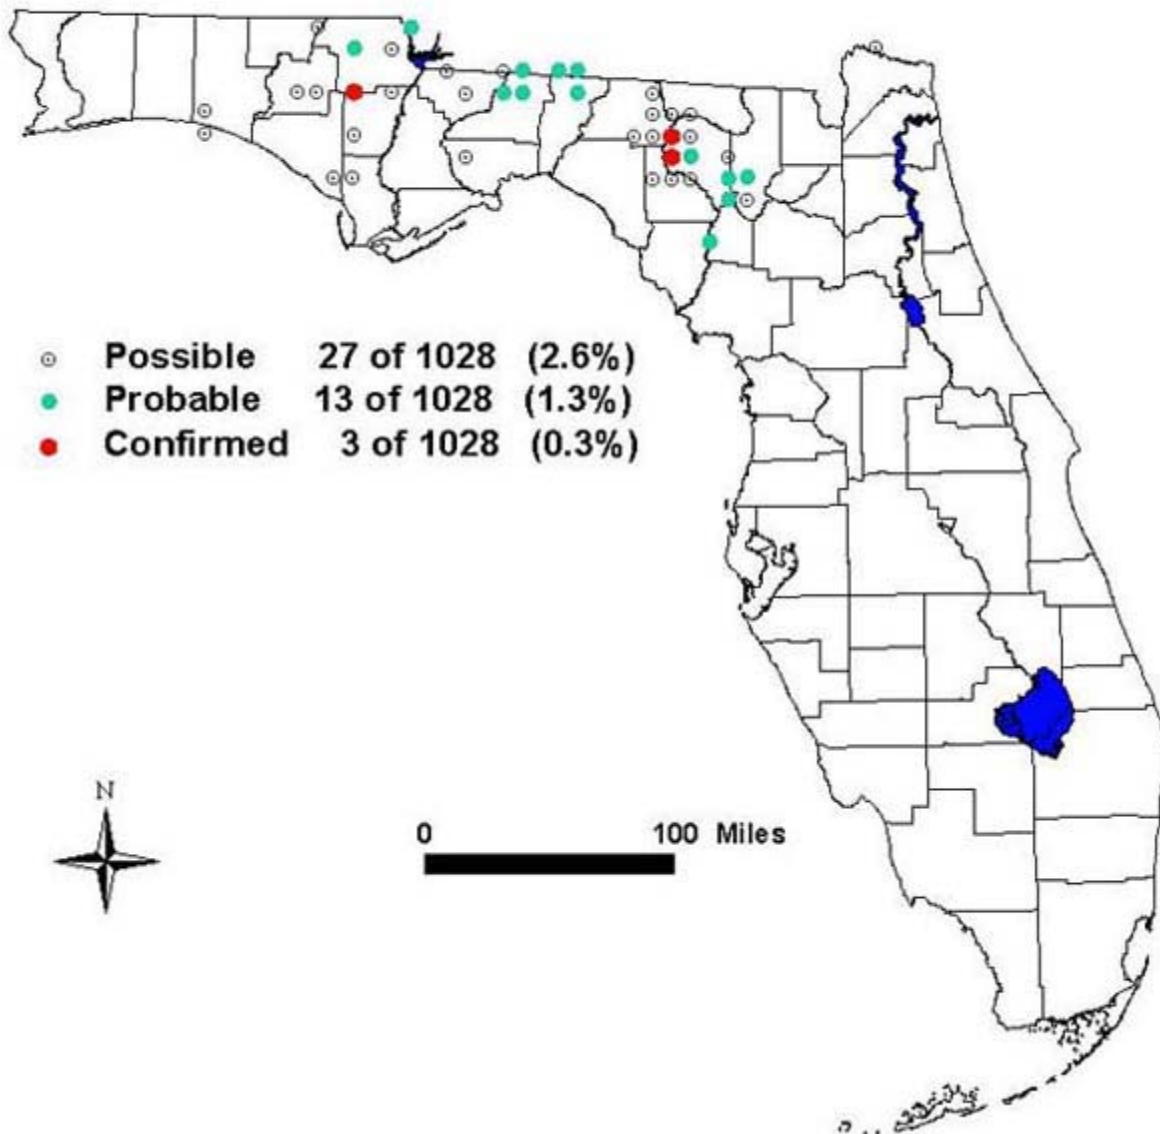 Possible 27 of 1028 (2.6%)
Probable 13 of 1028 (1.3%)
Confirmed 3 of 1028 (0.3%)
N
0 100 Miles